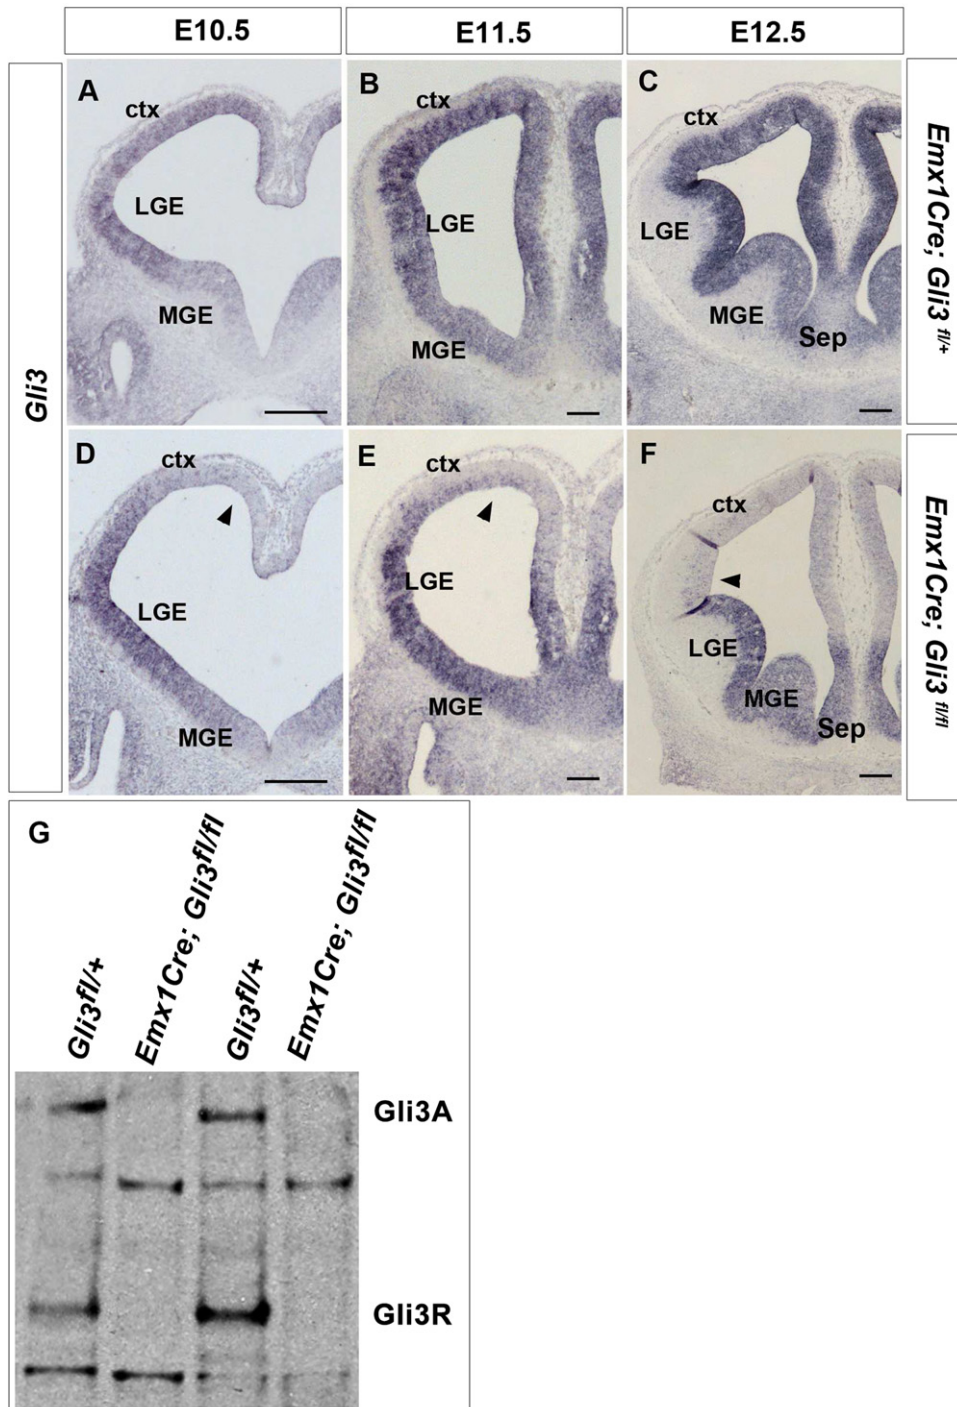 E10.5 E11.5 E12.5
Gli3
A ctx LGE MGE
B ctx LGE MGE
C ctx LGE MGE Sep
Emx1Cre; Gli3 fl/+
D ctx LGE MGE
E ctx LGE MGE
F ctx LGE MGE Sep
Emx1Cre; Gli3 fl/fl
G
Gli3fl/+
Emx1Cre; Gli3fl/fl
Gli3fl/+
Emx1Cre; Gli3fl/fl
Gli3A
Gli3R